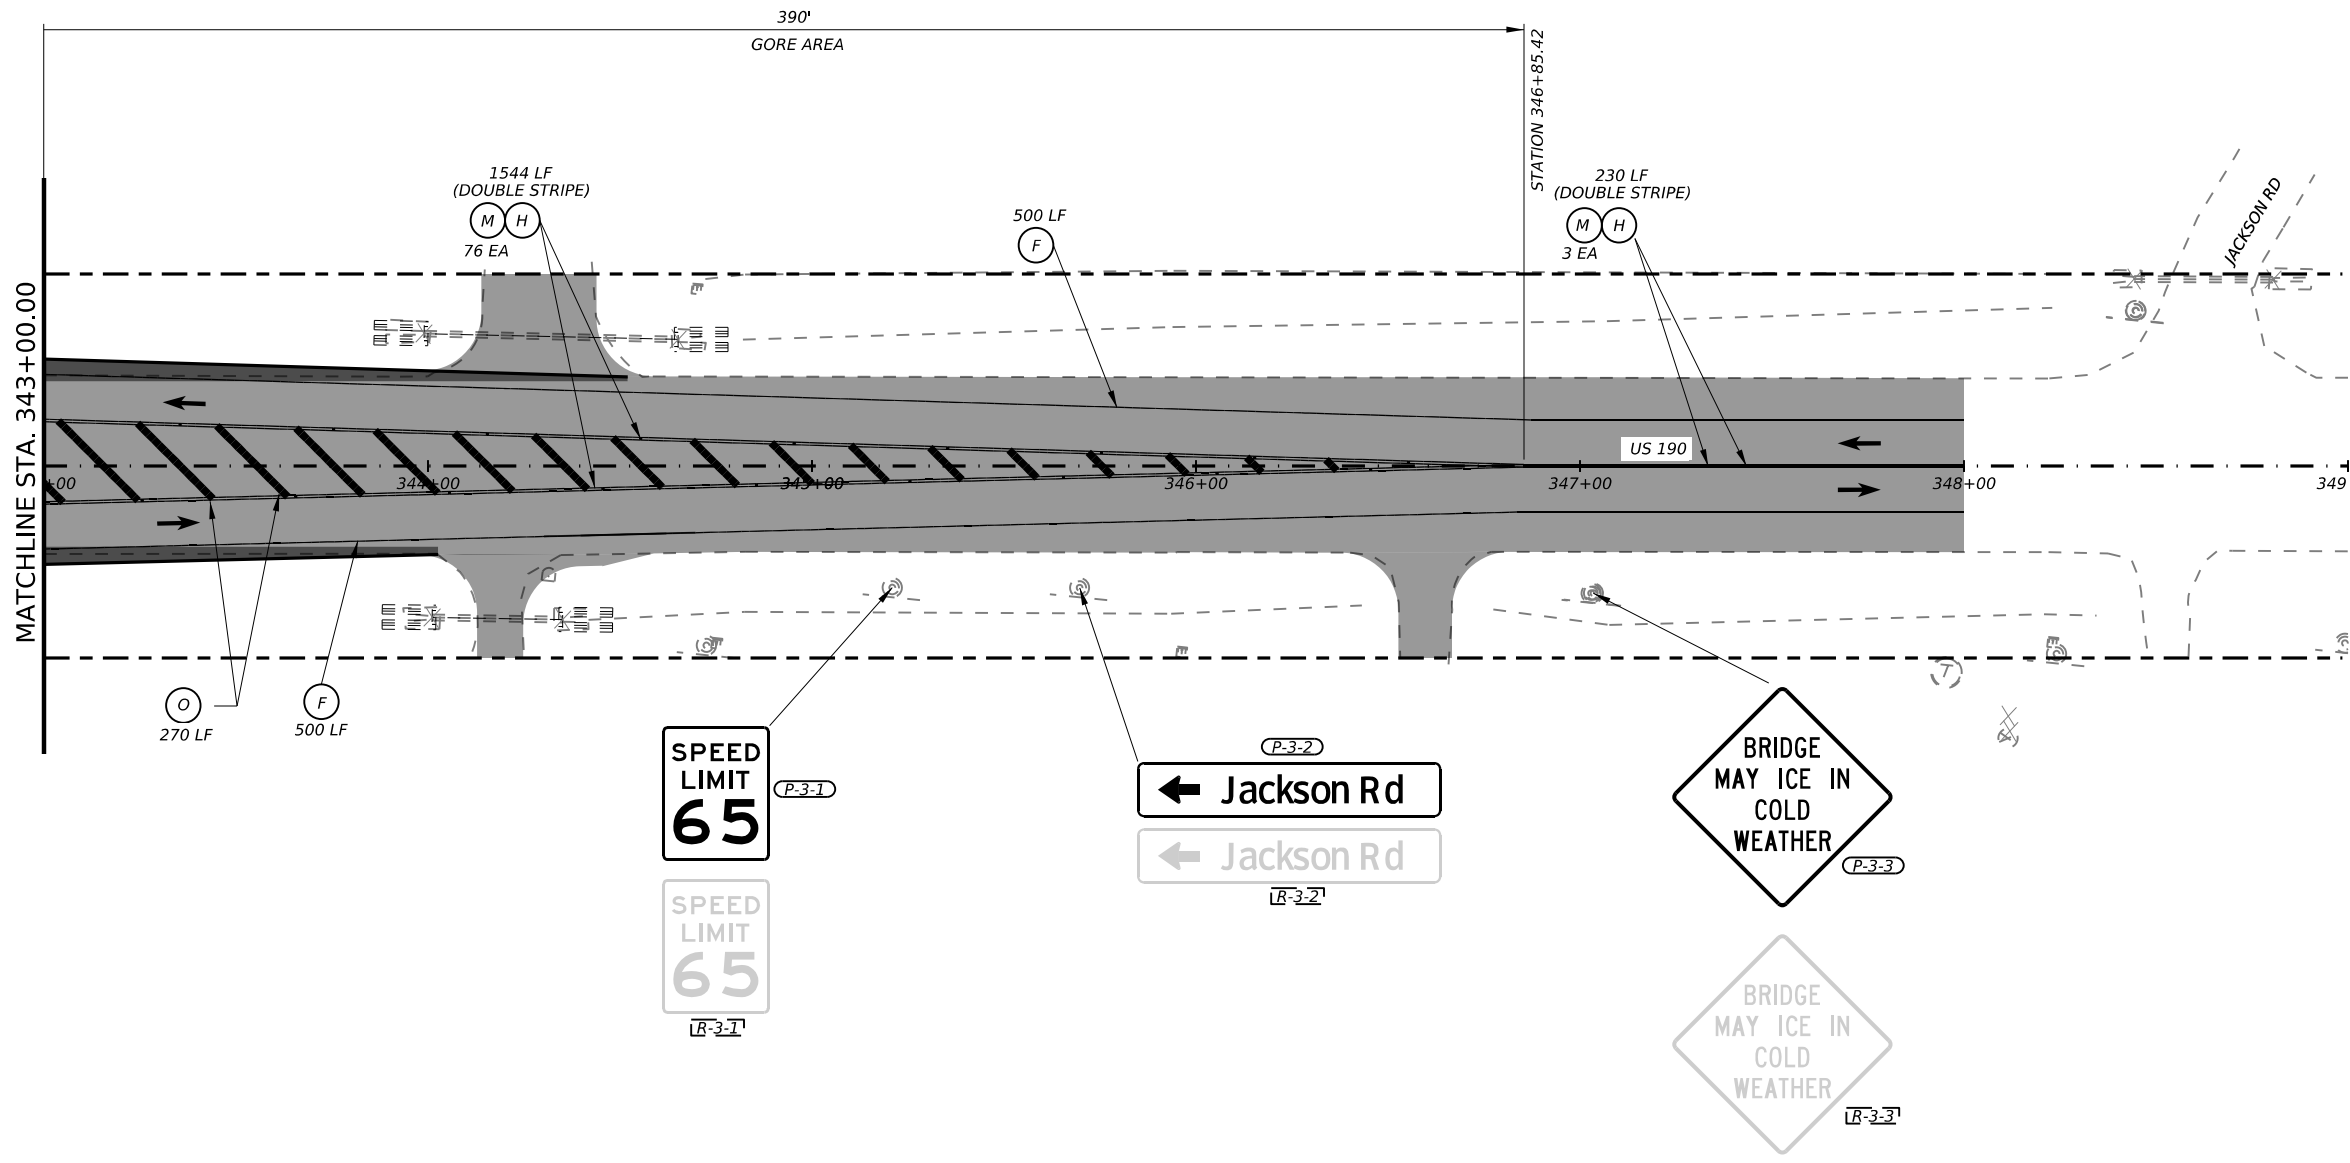 390'
GORE AREA
STATION 346+85.42
1544 LF
(DOUBLE STRIPE)
M H
76 EA
500 LF
F
230 LF
(DOUBLE STRIPE)
M H
3 EA
JACKSON RD
E
MATCHLINE STA. 343+00.00
US 190
+00
344+00
345+00
346+00
347+00
348+00
349
E
E
E
T
O
270 LF
F
500 LF
SPEED
LIMIT
65
P-3-1
SPEED
LIMIT
65
R-3-1
P-3-2
Jackson Rd
Jackson Rd
R-3-2
BRIDGE
MAY ICE IN
COLD
WEATHER
P-3-3
BRIDGE
MAY ICE IN
COLD
WEATHER
R-3-3